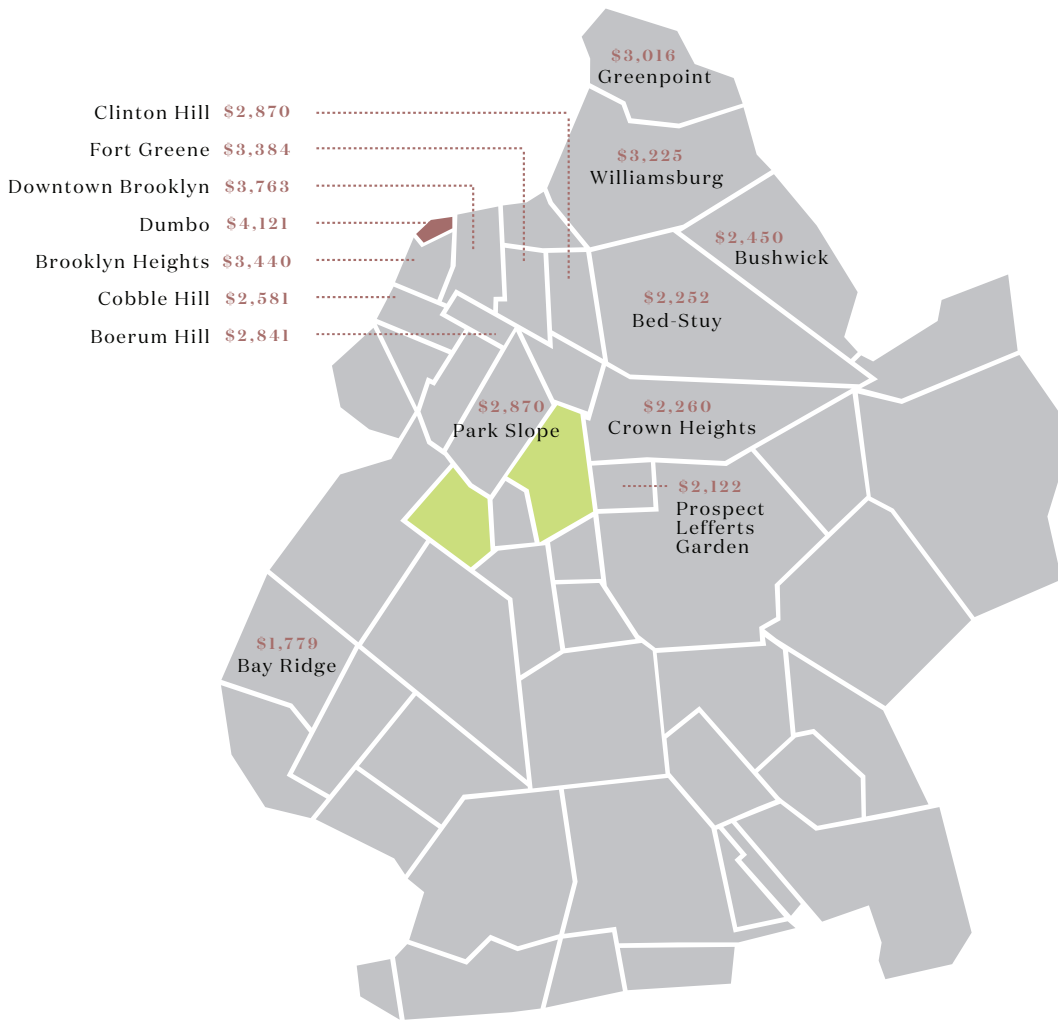 $3,016
Greenpoint
Clinton Hill $2,870
Fort Greene $3,384
$3,225
Williamsburg
Downtown Brooklyn $3,763
Dumbo $4,121
$2,450
Bushwick
Brooklyn Heights $3,440
Cobble Hill $2,581
$2,252
Bed-Stuy
Boerum Hill $2,841
$2,870
Park Slope
$2,260
Crown Heights
$2,122
Prospect
Lefferts
Garden
$1,779
Bay Ridge